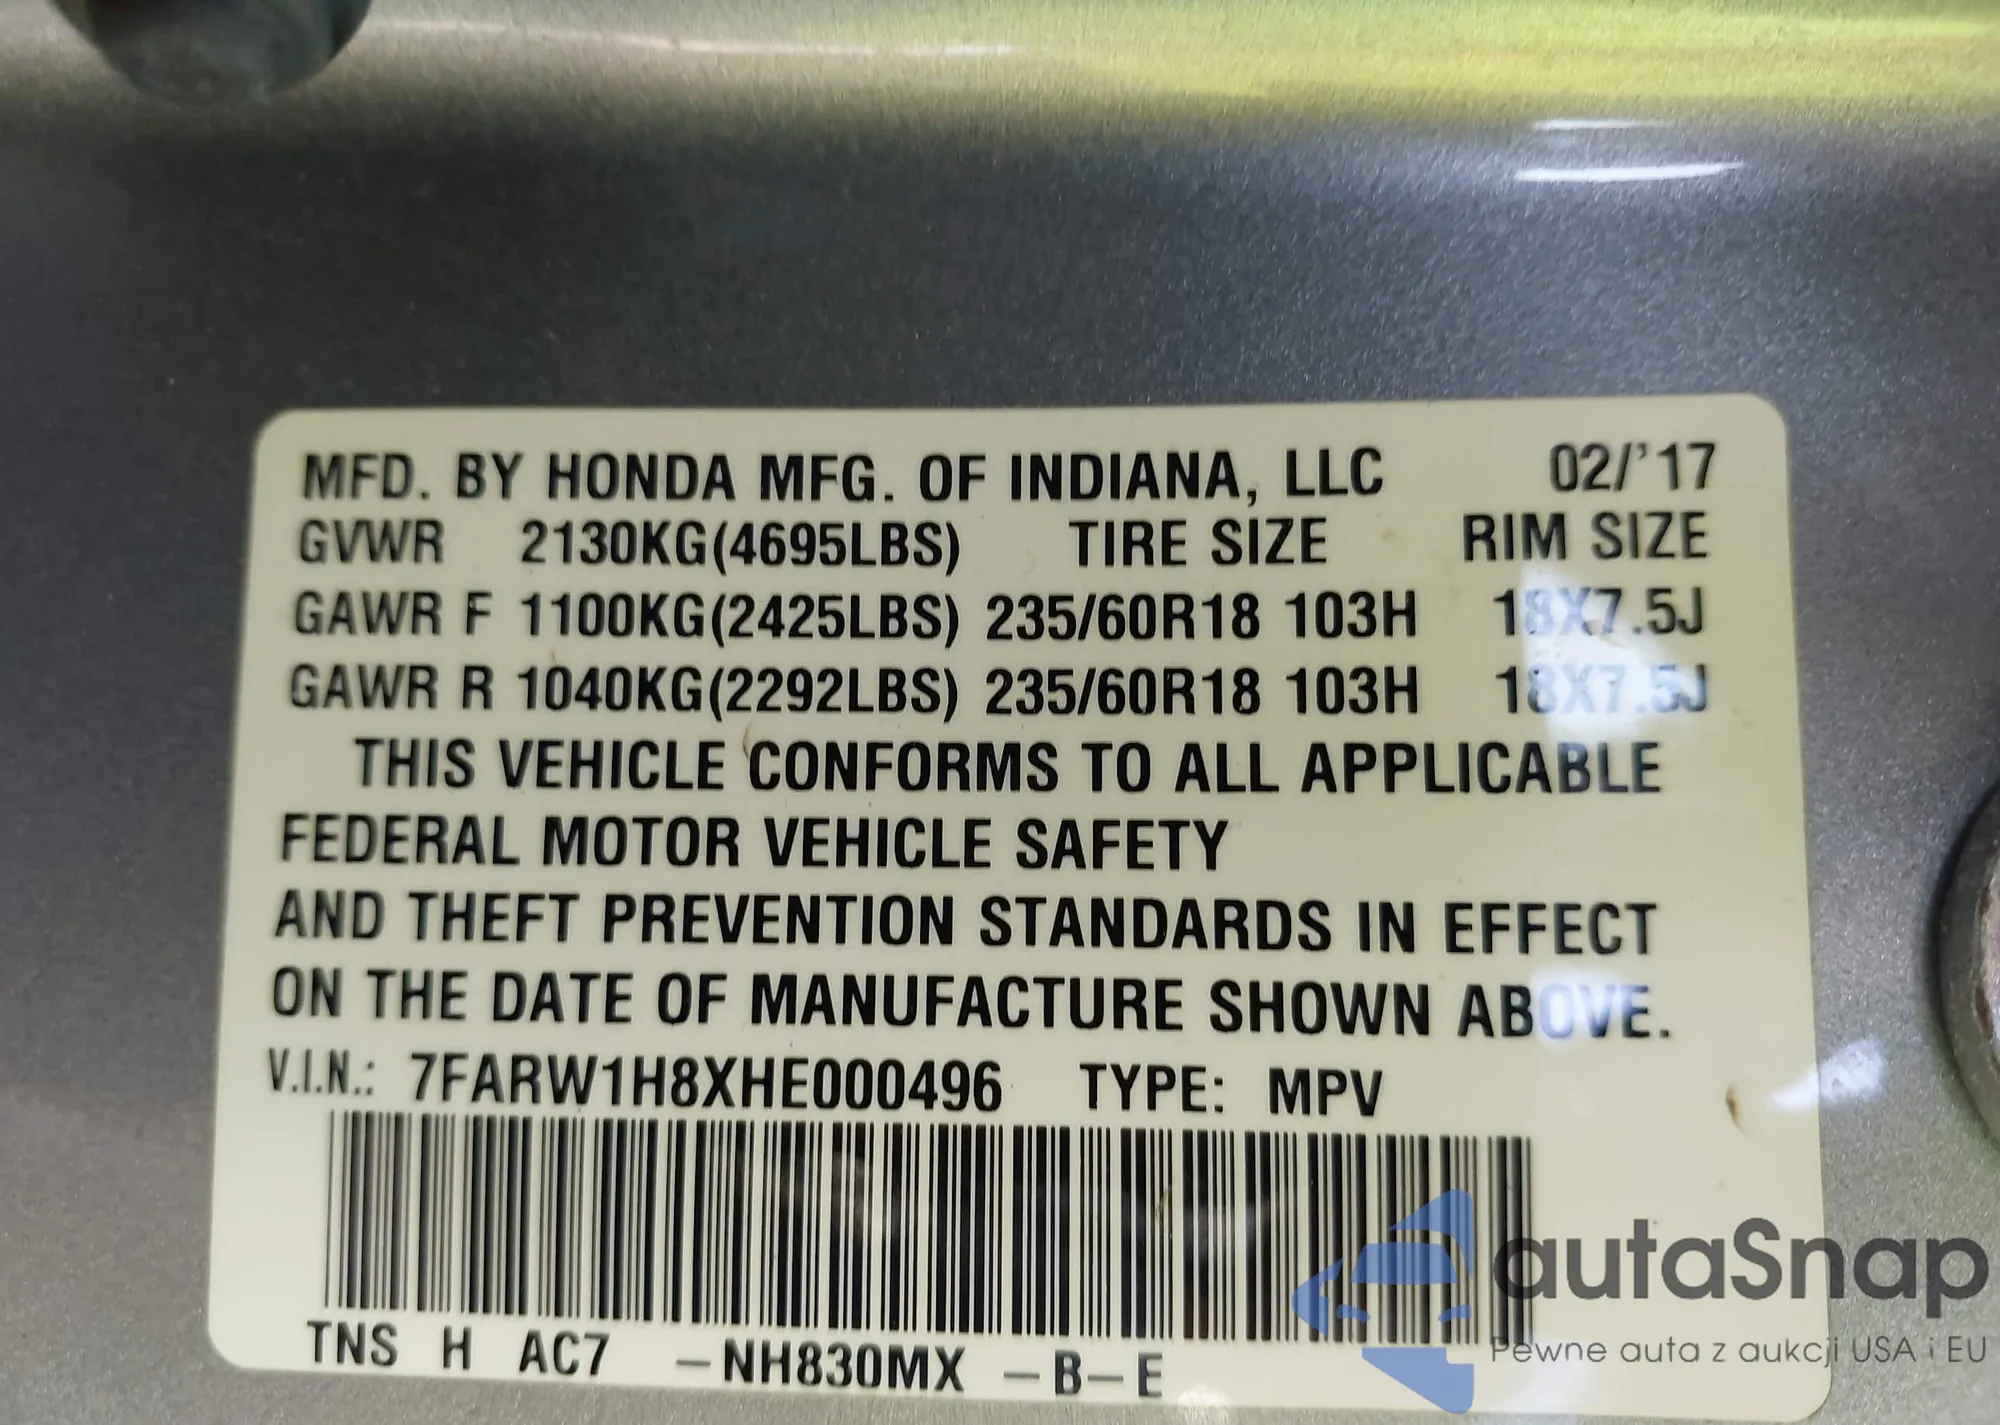 MFD. BY HONDA MFG. OF INDIANA, LLC 02/'17
GVWR 2130KG(4695LBS) TIRE SIZE RIM SIZE
GAWR F 1100KG(2425LBS) 235/60R18 103H 18X7.5J
GAWR R 1040KG(2292LBS) 235/60R18 103H 18X7.5J
THIS VEHICLE CONFORMS TO ALL APPLICABLE
FEDERAL MOTOR VEHICLE SAFETY
AND THEFT PREVENTION STANDARDS IN EFFECT
ON THE DATE OF MANUFACTURE SHOWN ABOVE.
V.I.N.: 7FARW1H8XHE000496 TYPE: MPV
TNS H AC7 -NH830MX -B-E
autaSnap
Pewne auta z aukcji USA i EU